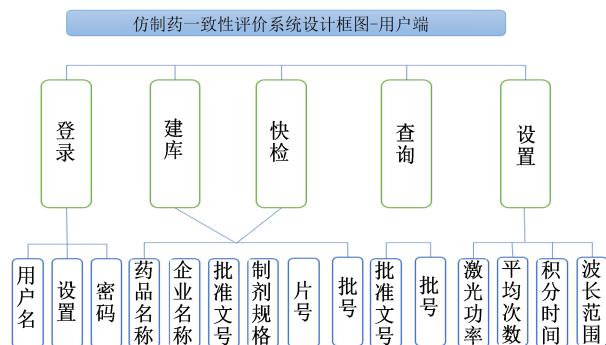 仿制药一致性评价系统设计框图-用户端
登录
建库
快检
查询
设置
用户名
设置
密码
药品名称
企业名称
批准文号
制剂规格
片号
批号
批准文号
批号
激光功率
平均次数
积分时间
波长范围